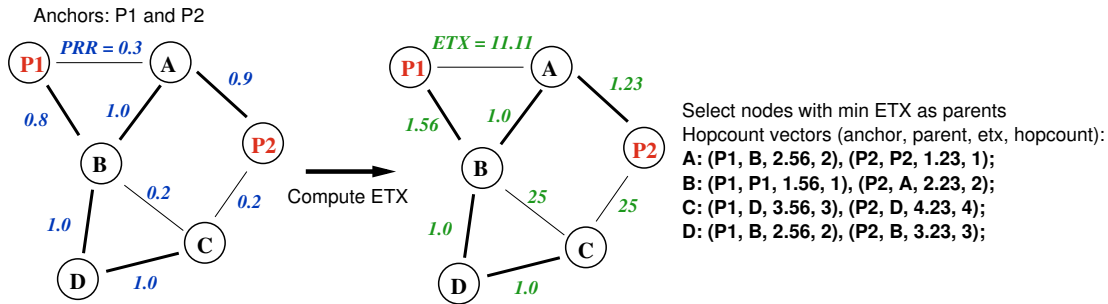 Anchors: P1 and P2
PRR = 0.3
P1
A
0.9
0.8
1.0
P2
B
0.2
0.2
1.0
C
D
1.0
Compute ETX
ETX = 11.11
P1
A
1.23
1.56
1.0
P2
B
25
25
1.0
C
D
1.0
Select nodes with min ETX as parents
Hopcount vectors (anchor, parent, etx, hopcount):
A: (P1, B, 2.56, 2), (P2, P2, 1.23, 1);
B: (P1, P1, 1.56, 1), (P2, A, 2.23, 2);
C: (P1, D, 3.56, 3), (P2, D, 4.23, 4);
D: (P1, B, 2.56, 2), (P2, B, 3.23, 3);